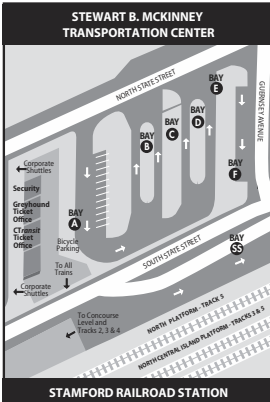 STEWART B. MCKINNEY
TRANSPORTATION CENTER
NORTH STATE STREET
GUERNSEY AVENUE
BAY
E
BAY
D
BAY
C
BAY
B
BAY
F
Corporate
Shuttles
Security
Greyhound
Ticket
Office
CTransit
Ticket
Office
BAY
A
Bicycle
Parking
To All
Trains
Corporate
Shuttles
SOUTH STATE STREET
BAY
SS
To Concourse
Level and
Tracks 2, 3 & 4
NORTH PLATFORM - TRACK 5
NORTH CENTRAL ISLAND PLATFORM - TRACKS 3 & 5
STAMFORD RAILROAD STATION